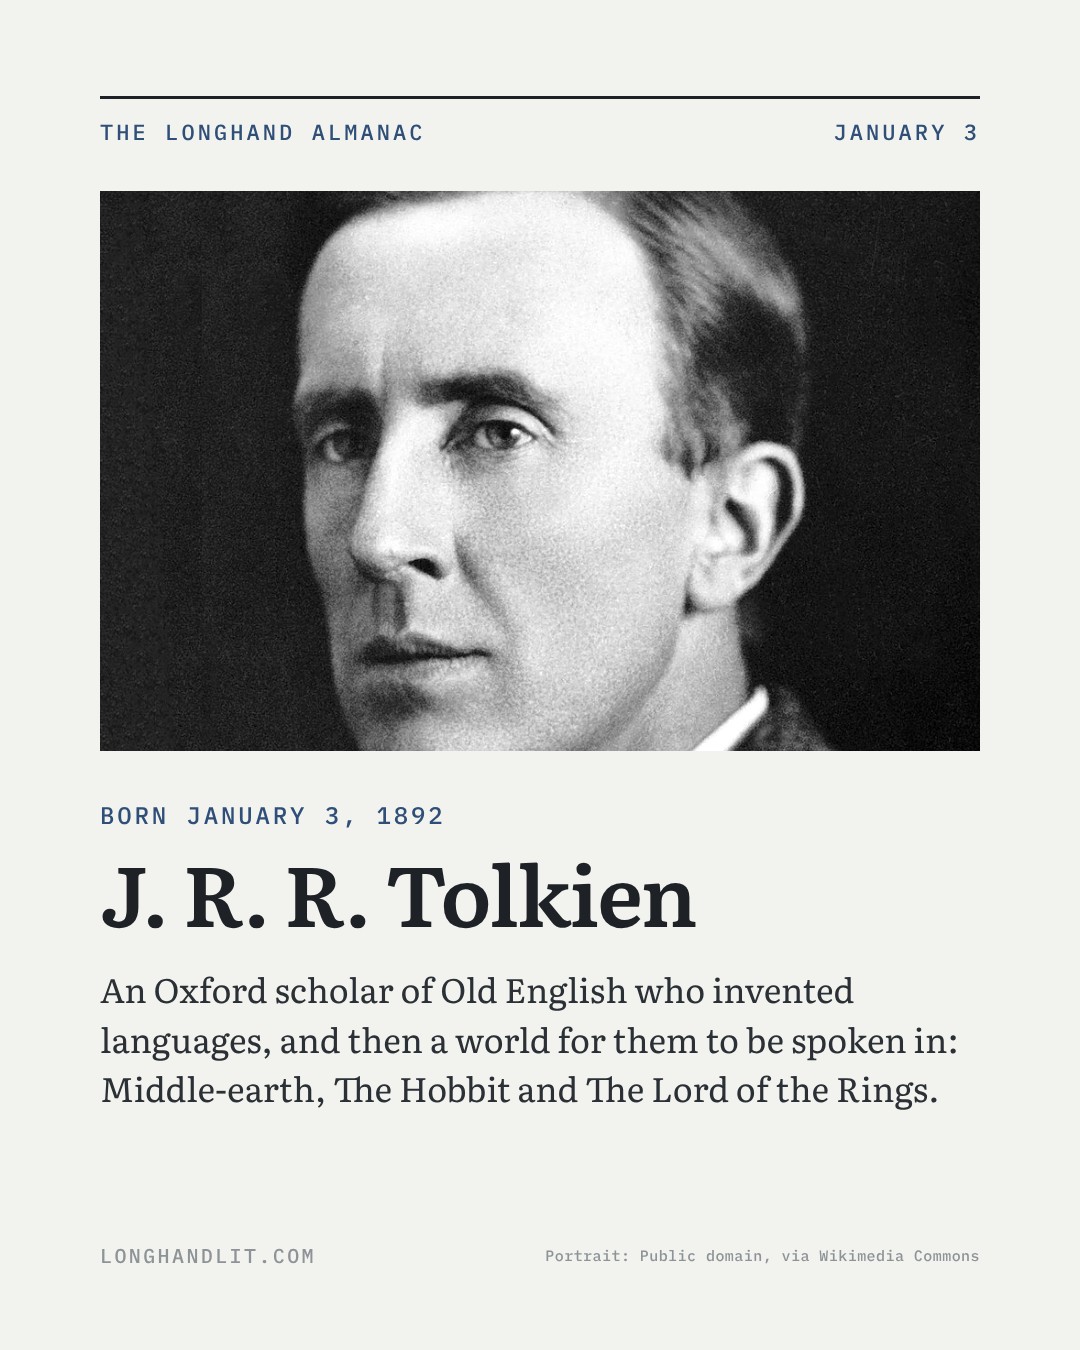 THE LONGHAND ALMANAC
JANUARY 3
BORN JANUARY 3, 1892
J. R. R. Tolkien
An Oxford scholar of Old English who invented
languages, and then a world for them to be spoken in:
Middle-earth, The Hobbit and The Lord of the Rings.
LONGHANDLIT.COM
Portrait: Public domain, via Wikimedia Commons